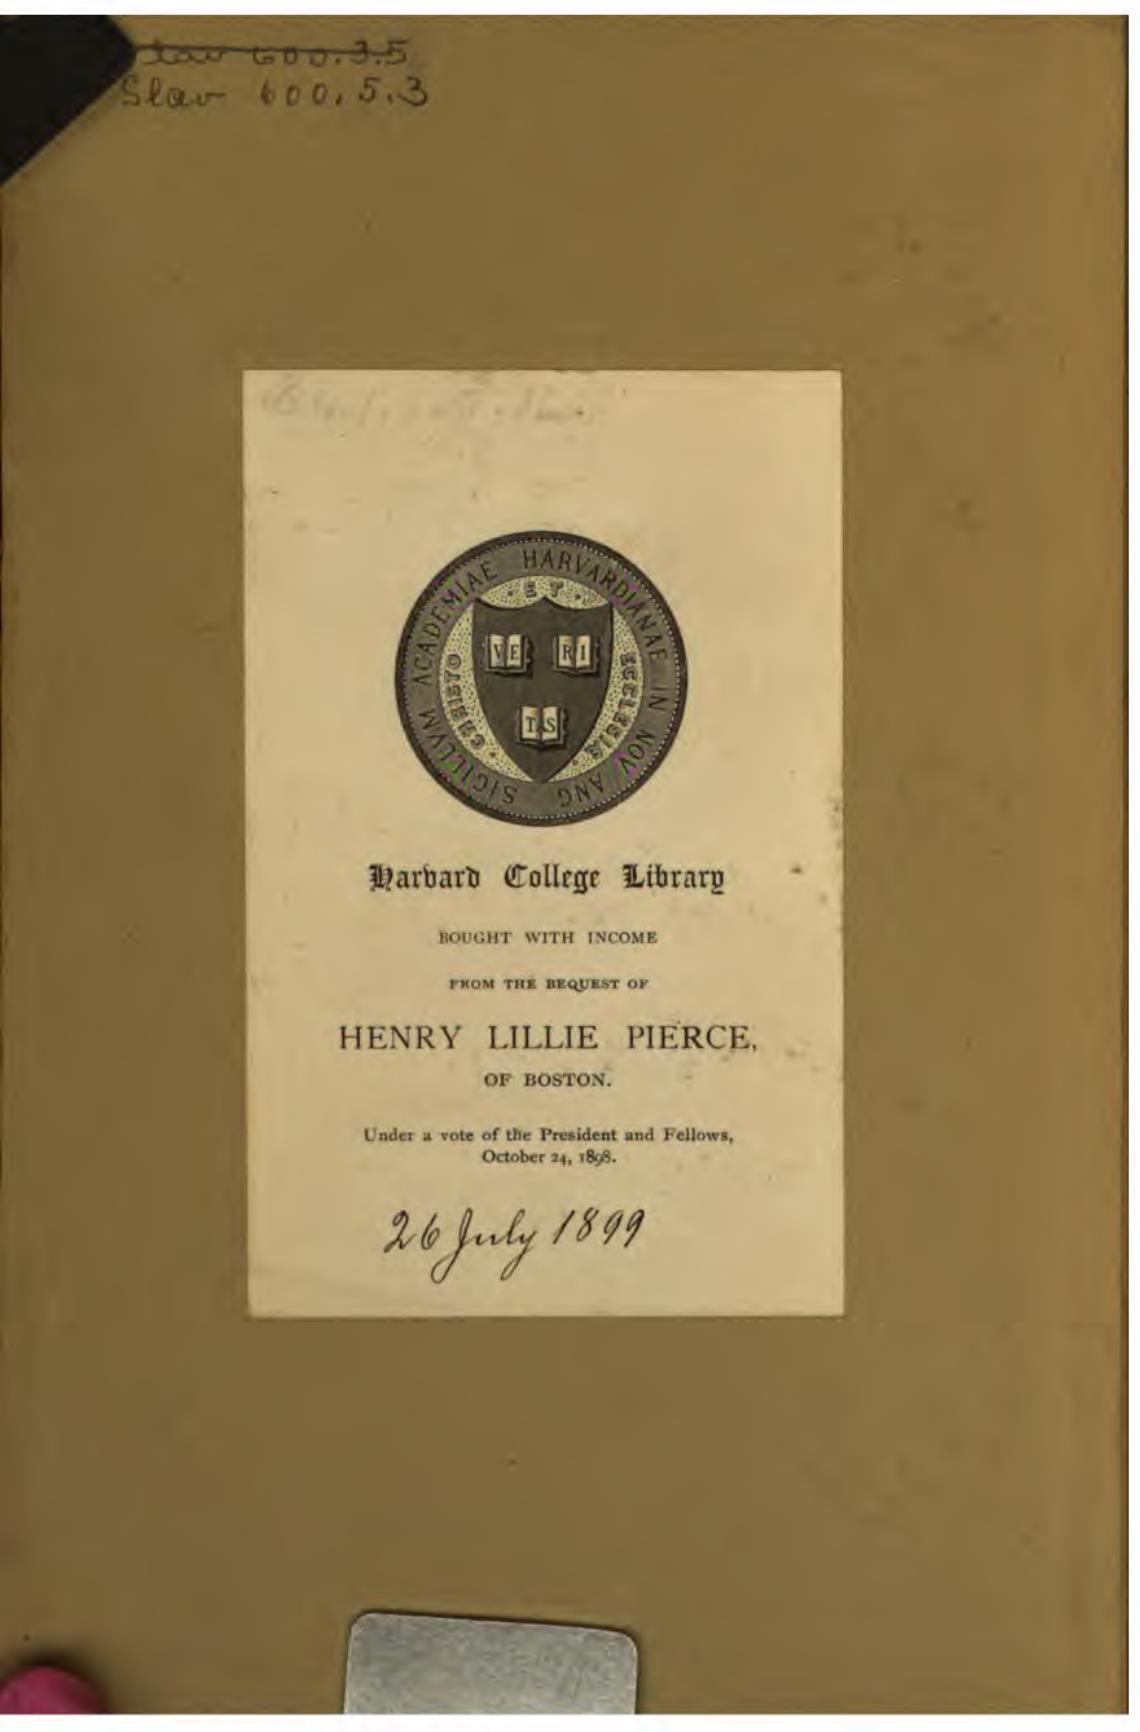 Slav 600.3.5
Slav 600.5.3
SIGILLVM ACADEMIAE HARVARDIANAE IN NOV ANG
CHRISTO ET ECCLESIÆ
VE RI
TS
Harvard College Library
BOUGHT WITH INCOME
FROM THE BEQUEST OF
HENRY LILLIE PIERCE,
OF BOSTON.
Under a vote of the President and Fellows,
October 24, 1898.
26 July 1899